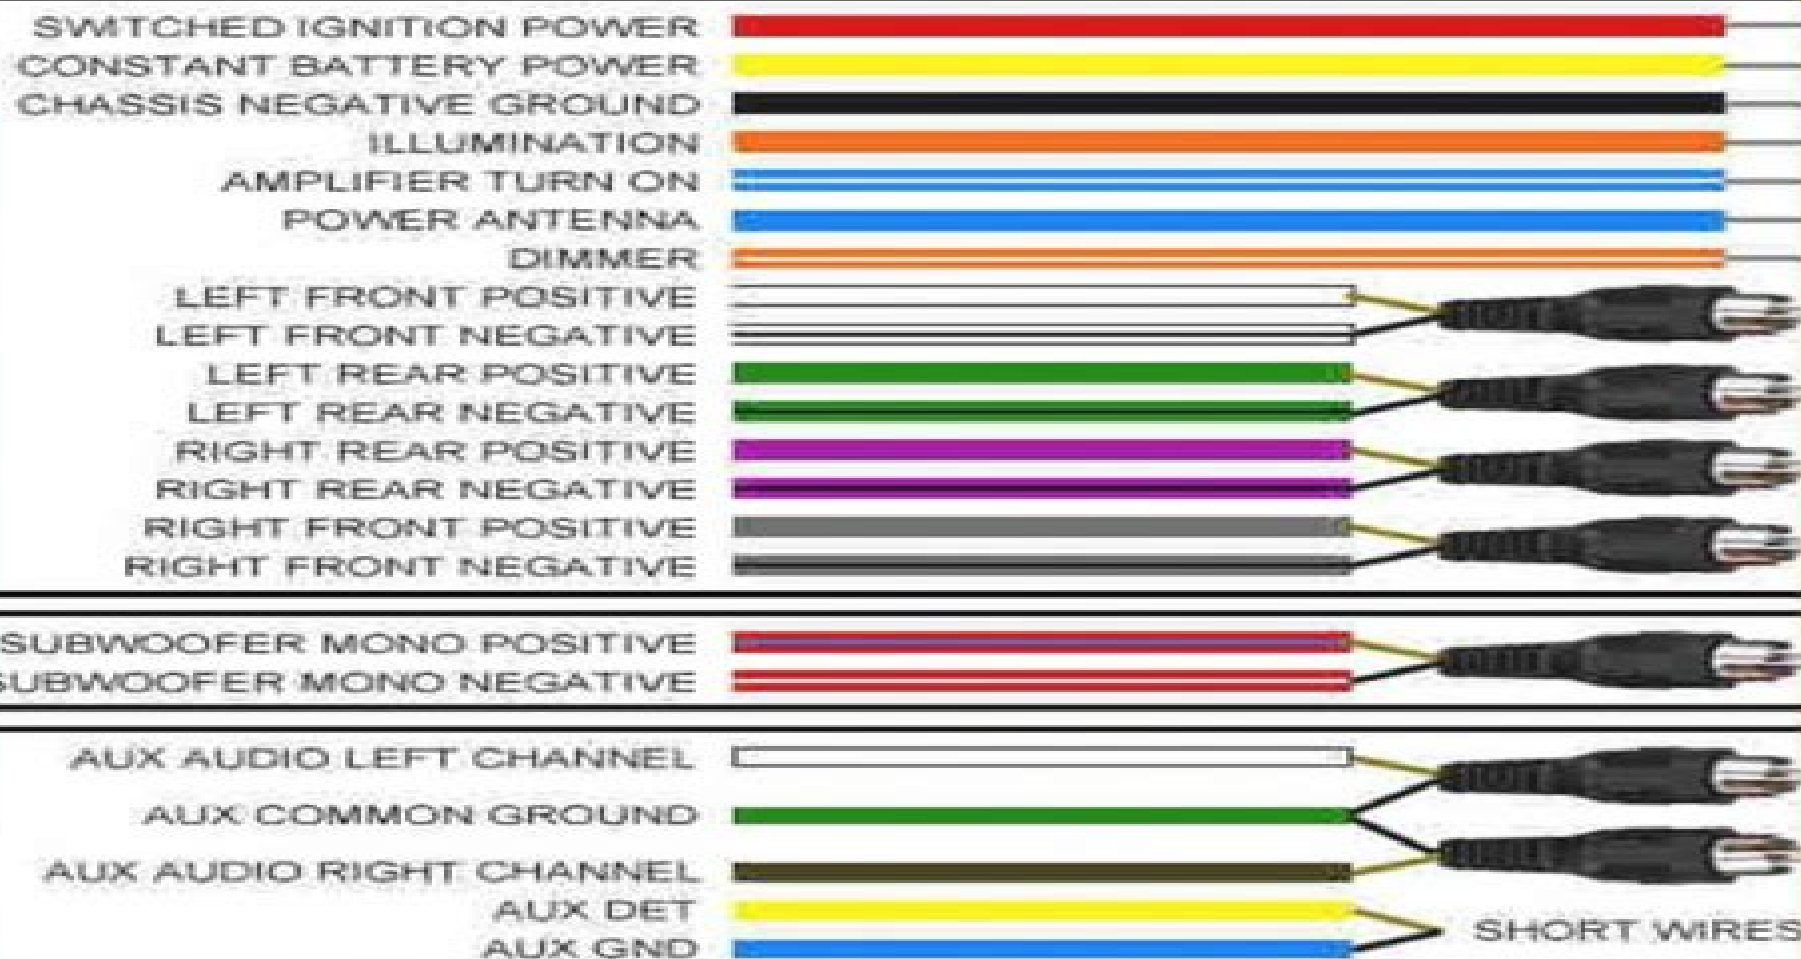 SWITCHED IGNITION POWER
CONSTANT BATTERY POWER
CHASSIS NEGATIVE GROUND
ILLUMINATION
AMPLIFIER TURN ON
POWER ANTENNA
DIMMER
LEFT FRONT POSITIVE
LEFT FRONT NEGATIVE
LEFT REAR POSITIVE
LEFT REAR NEGATIVE
RIGHT REAR POSITIVE
RIGHT REAR NEGATIVE
RIGHT FRONT POSITIVE
RIGHT FRONT NEGATIVE
SUBWOOFER MONO POSITIVE
SUBWOOFER MONO NEGATIVE
AUX AUDIO LEFT CHANNEL
AUX COMMON GROUND
AUX AUDIO RIGHT CHANNEL
AUX DET
AUX GND
SHORT WIRES